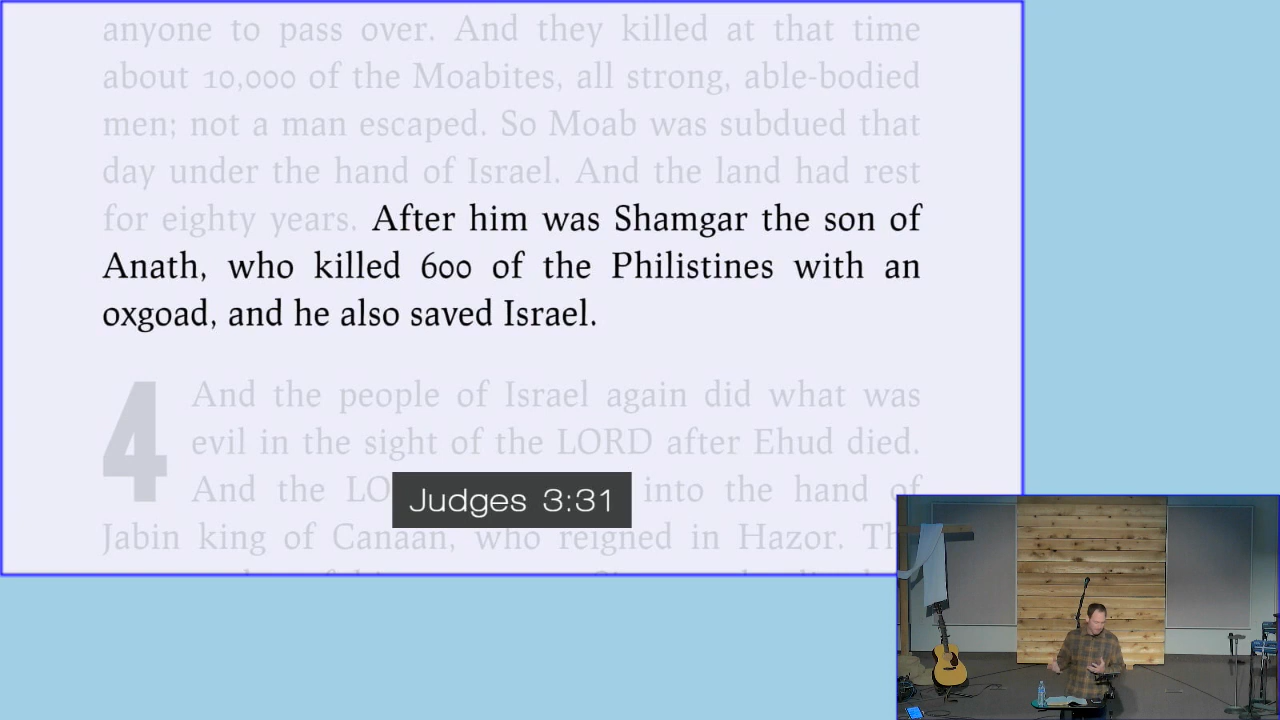 anyone to pass over. And they killed at that time
about 10,000 of the Moabites, all strong, able-bodied
men; not a man escaped. So Moab was subdued that
day under the hand of Israel. And the land had rest
for eighty years. After him was Shamgar the son of
Anath, who killed 600 of the Philistines with an
oxgoad, and he also saved Israel.
4 And the people of Israel again did what was
evil in the sight of the LORD after Ehud died.
And the LO into the hand of
Judges 3:31
Jabin king of Canaan, who reigned in Hazor.